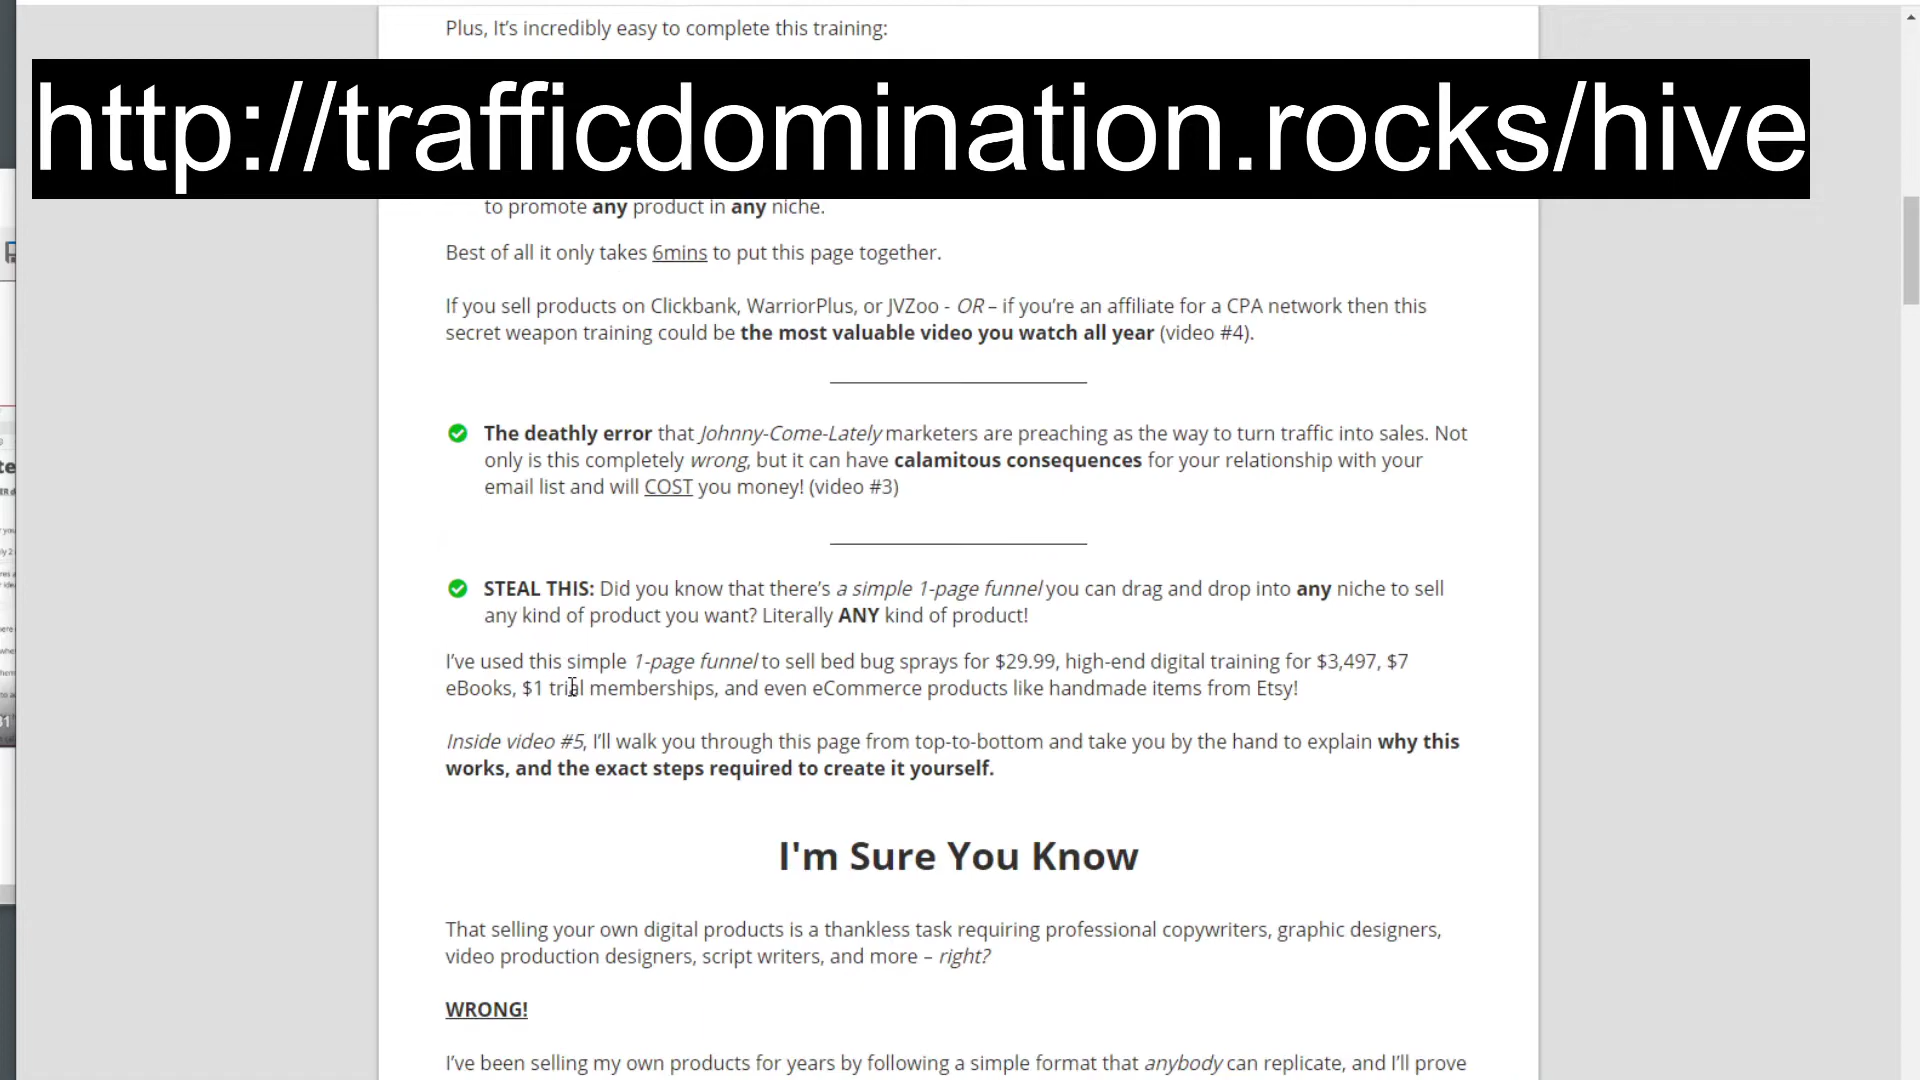 Plus, It’s incredibly easy to complete this training:
http://trafficdomination.rocks/hive
to promote any product in any niche.
Best of all it only takes 6mins to put this page together.
If you sell products on Clickbank, WarriorPlus, or JVZoo - OR – if you’re an affiliate for a CPA network then this
secret weapon training could be the most valuable video you watch all year (video #4).
The deathly error that Johnny-Come-Lately marketers are preaching as the way to turn traffic into sales. Not
only is this completely wrong, but it can have calamitous consequences for your relationship with your
email list and will COST you money! (video #3)
STEAL THIS: Did you know that there’s a simple 1-page funnel you can drag and drop into any niche to sell
any kind of product you want? Literally ANY kind of product!
I’ve used this simple 1-page funnel to sell bed bug sprays for $29.99, high-end digital training for $3,497, $7
eBooks, $1 trial memberships, and even eCommerce products like handmade items from Etsy!
Inside video #5, I’ll walk you through this page from top-to-bottom and take you by the hand to explain why this
works, and the exact steps required to create it yourself.
I'm Sure You Know
That selling your own digital products is a thankless task requiring professional copywriters, graphic designers,
video production designers, script writers, and more – right?
WRONG!
I’ve been selling my own products for years by following a simple format that anybody can replicate, and I’ll prove